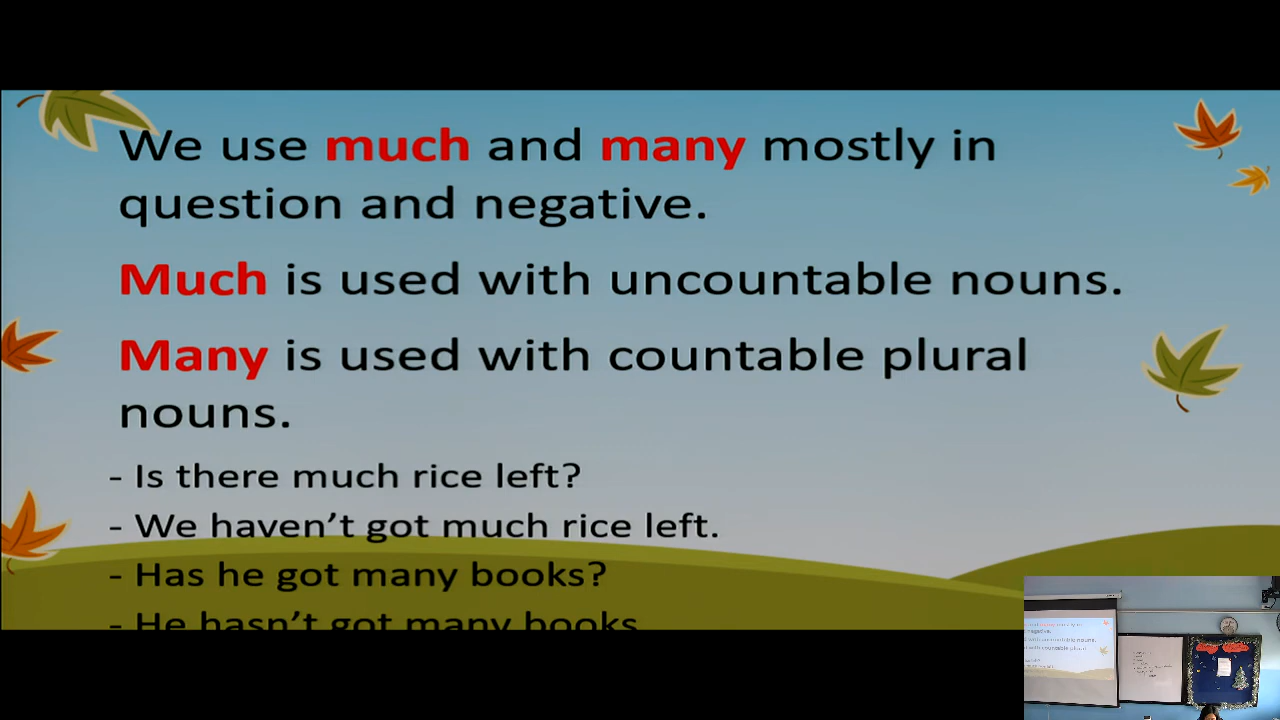 We use much and many mostly in
question and negative.
Much is used with uncountable nouns.
Many is used with countable plural
nouns.
- Is there much rice left?
- We haven't got much rice left.
- Has he got many books?
- He hasn't got many books